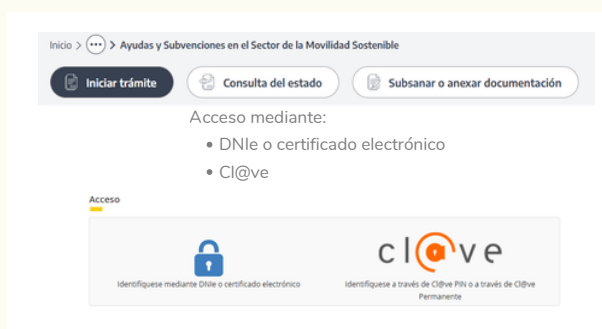 Inicio > ... > Ayudas y Subvenciones en el Sector de la Movilidad Sostenible
Iniciar trámite Consulta del estado Subsanar o anexar documentación
Acceso mediante:
• DNIe o certificado electrónico
• Cl@ve
Acceso
cl@ve
Identifíquese mediante DNIe o certificado electrónico Identifíquese a través de Cl@ve PIN o a través de Cl@ve
Permanente